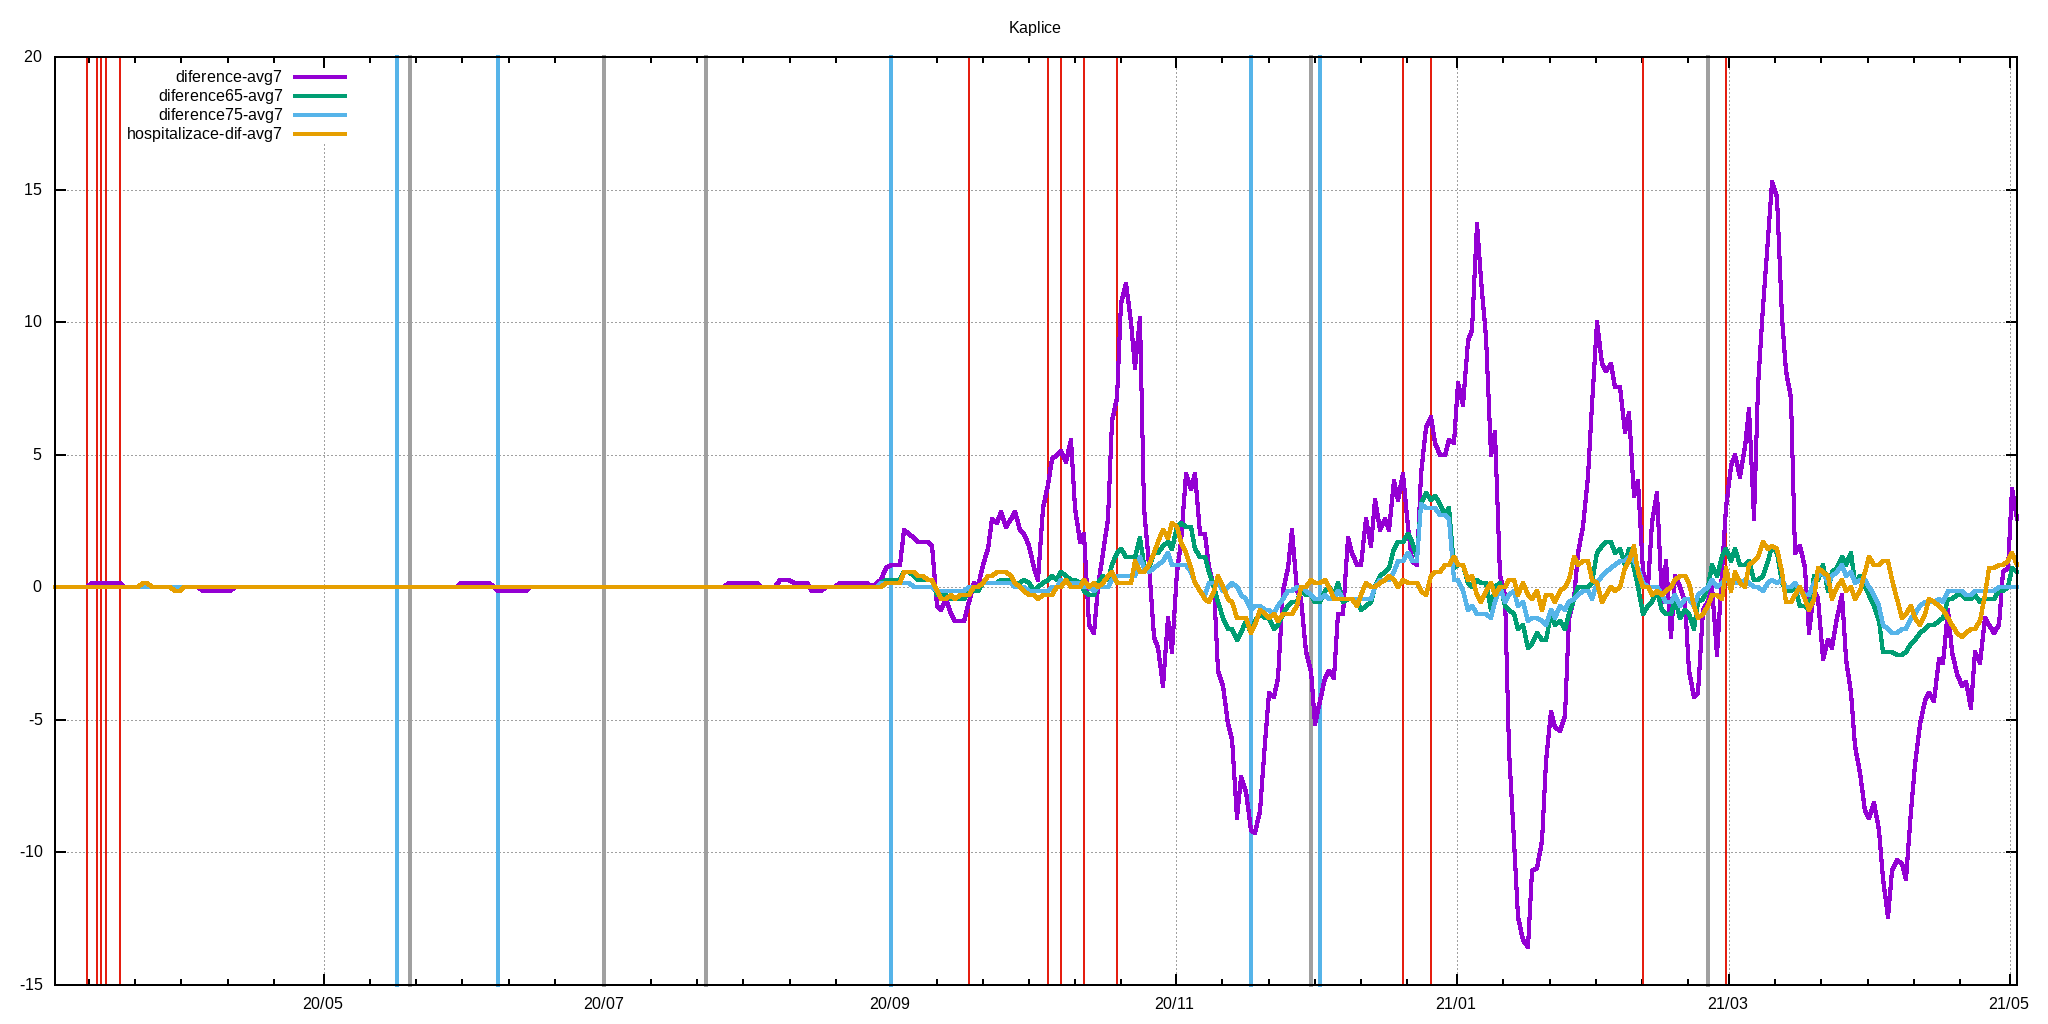 Kaplice
20
diference-avg7
diference65-avg7
diference75-avg7
hospitalizace-dif-avg7
15
10
5
0
-5
-10
-15
20/05 20/07 20/09 20/11 21/01 21/03 21/05